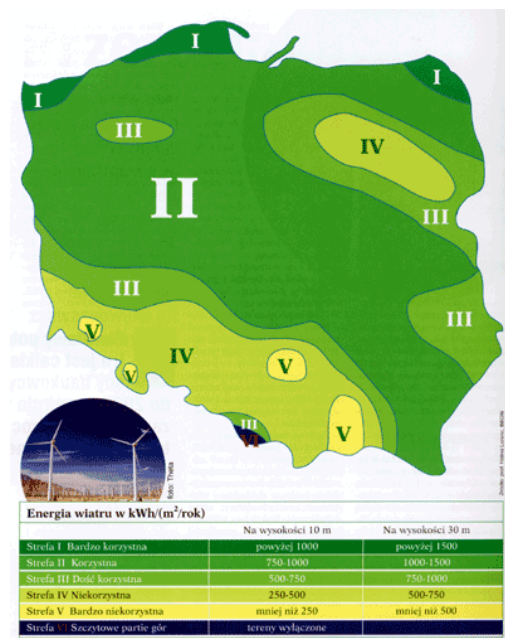 I
I
I
III
IV
II
III
III
III
IV
V
V
V
V
III
VI
foto: Theta
Energia wiatru w kWh/(m²/rok)
Na wysokości 10 m Na wysokości 30 m
Strefa I Bardzo korzystna powyżej 1000 powyżej 1500
Strefa II Korzystna 750-1000 1000-1500
Strefa III Dość korzystna 500-750 750-1000
Strefa IV Niekorzystna 250-500 500-750
Strefa V Bardzo niekorzystna mniej niż 250 mniej niż 500
Strefa VI Szczytowe partie gór tereny wyłączone